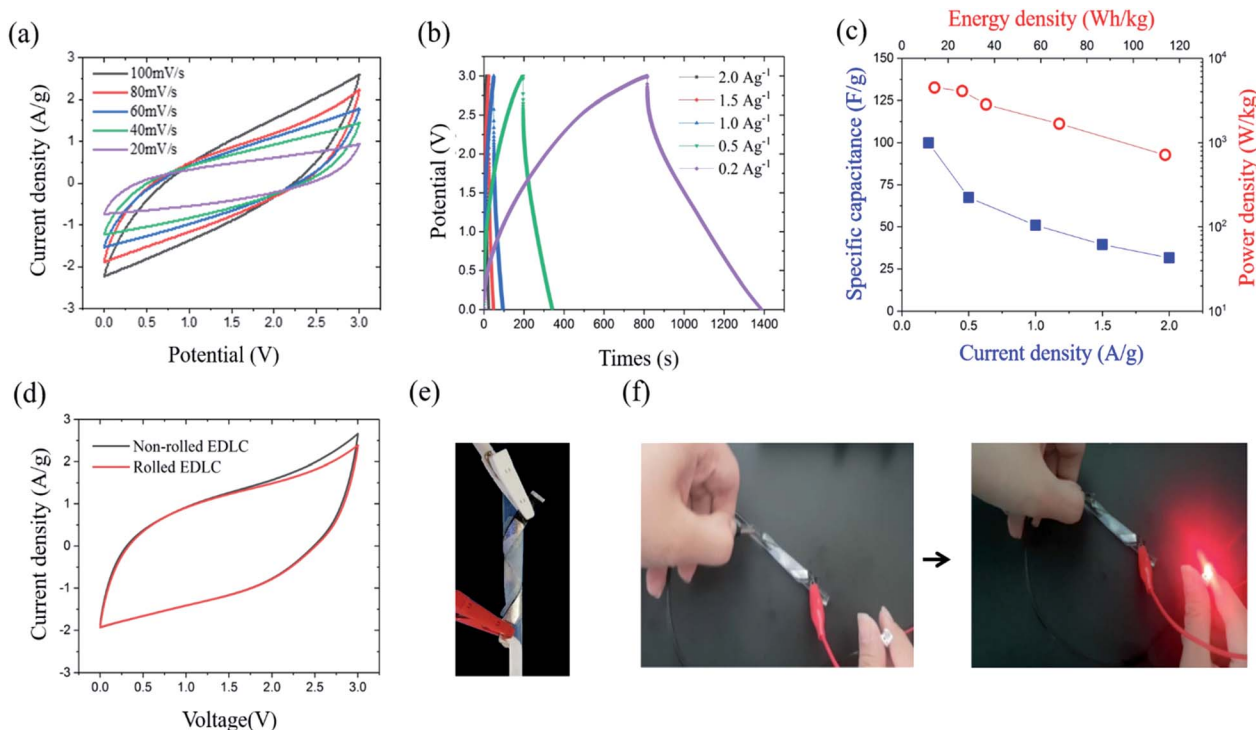 (a)
Current density (A/g)
3
2
1
0
-1
-2
-3
100mV/s
80mV/s
60mV/s
40mV/s
20mV/s
0.0 0.5 1.0 1.5 2.0 2.5 3.0
Potential (V)
(b)
Potential (V)
3.0
2.5
2.0
1.5
1.0
0.5
0.0
2.0 Ag⁻¹
1.5 Ag⁻¹
1.0 Ag⁻¹
0.5 Ag⁻¹
0.2 Ag⁻¹
0 200 400 600 800 1000 1200 1400
Times (s)
(c)
Energy density (Wh/kg)
0 20 40 60 80 100 120
Specific capacitance (F/g)
150
125
100
75
50
25
0
10⁴
10³
10²
10¹
Power density (W/kg)
0.0 0.5 1.0 1.5 2.0
Current density (A/g)
(d)
Current density (A/g)
3
2
1
0
-1
-2
-3
Non-rolled EDLC
Rolled EDLC
0.0 0.5 1.0 1.5 2.0 2.5 3.0
Voltage(V)
(e)
(f)